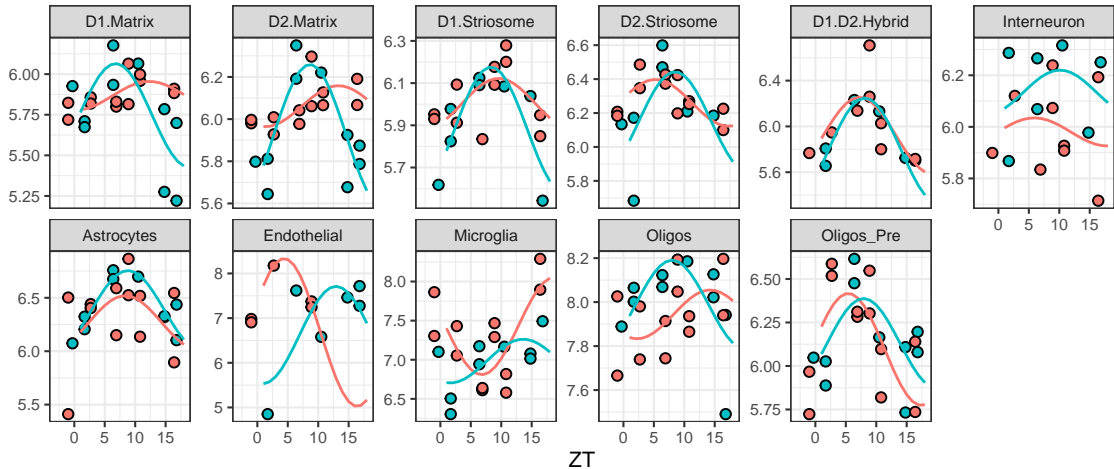 D1.Matrix D2.Matrix D1.Striosome D2.Striosome D1.D2.Hybrid Interneuron
6.00 5.75 5.50 5.25
6.2 6.0 5.8 5.6
6.3 6.1 5.9 5.7
6.6 6.4 6.2 6.0 5.8 5.6
6.4 6.0 5.6
6.2 6.0 5.8
0 5 10 15
Astrocytes Endothelial Microglia Oligos Oligos_Pre
6.5 6.0 5.5
8 7 6 5
8.0 7.5 7.0 6.5
8.2 8.0 7.8 7.6
6.50 6.25 6.00 5.75
0 5 10 15 0 5 10 15 0 5 10 15 0 5 10 15 0 5 10 15
ZT